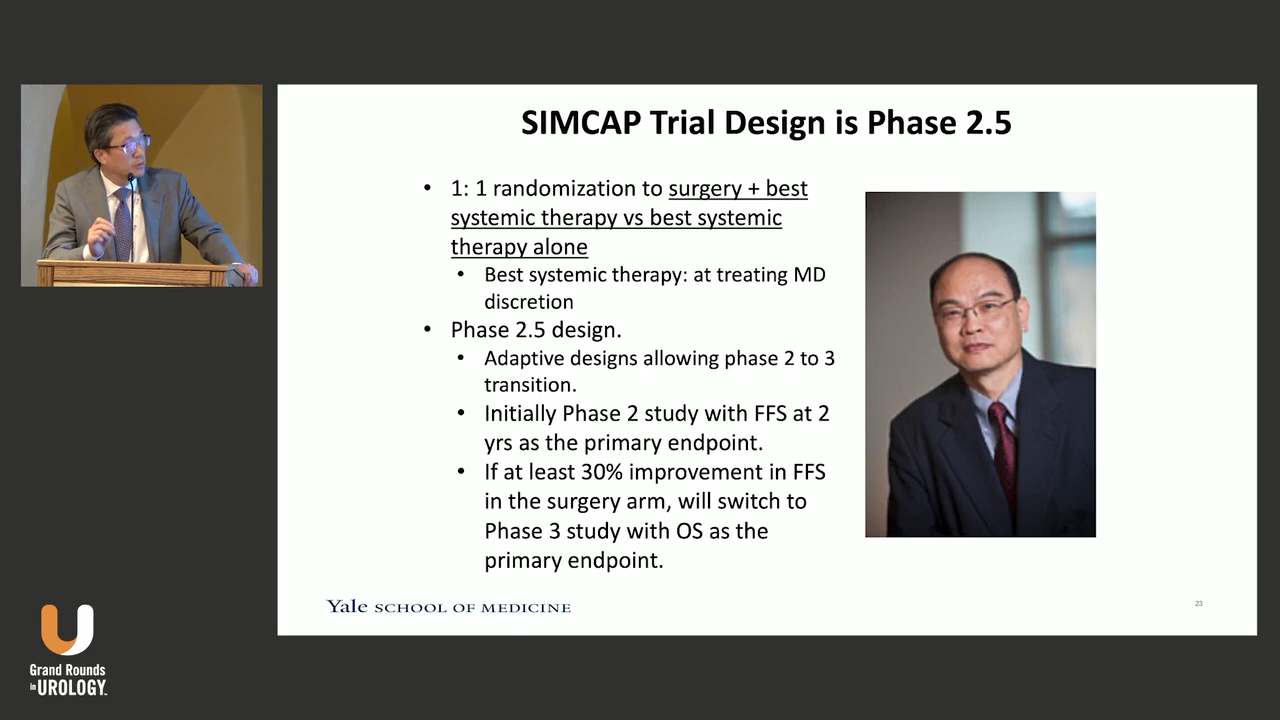 SIMCAP Trial Design is Phase 2.5
• 1: 1 randomization to surgery + best
systemic therapy vs best systemic
therapy alone
• Best systemic therapy: at treating MD
discretion
• Phase 2.5 design.
• Adaptive designs allowing phase 2 to 3
transition.
• Initially Phase 2 study with FFS at 2
yrs as the primary endpoint.
• If at least 30% improvement in FFS
in the surgery arm, will switch to
Phase 3 study with OS as the
primary endpoint.
Yale SCHOOL OF MEDICINE
23
Grand Rounds
in UROLOGY